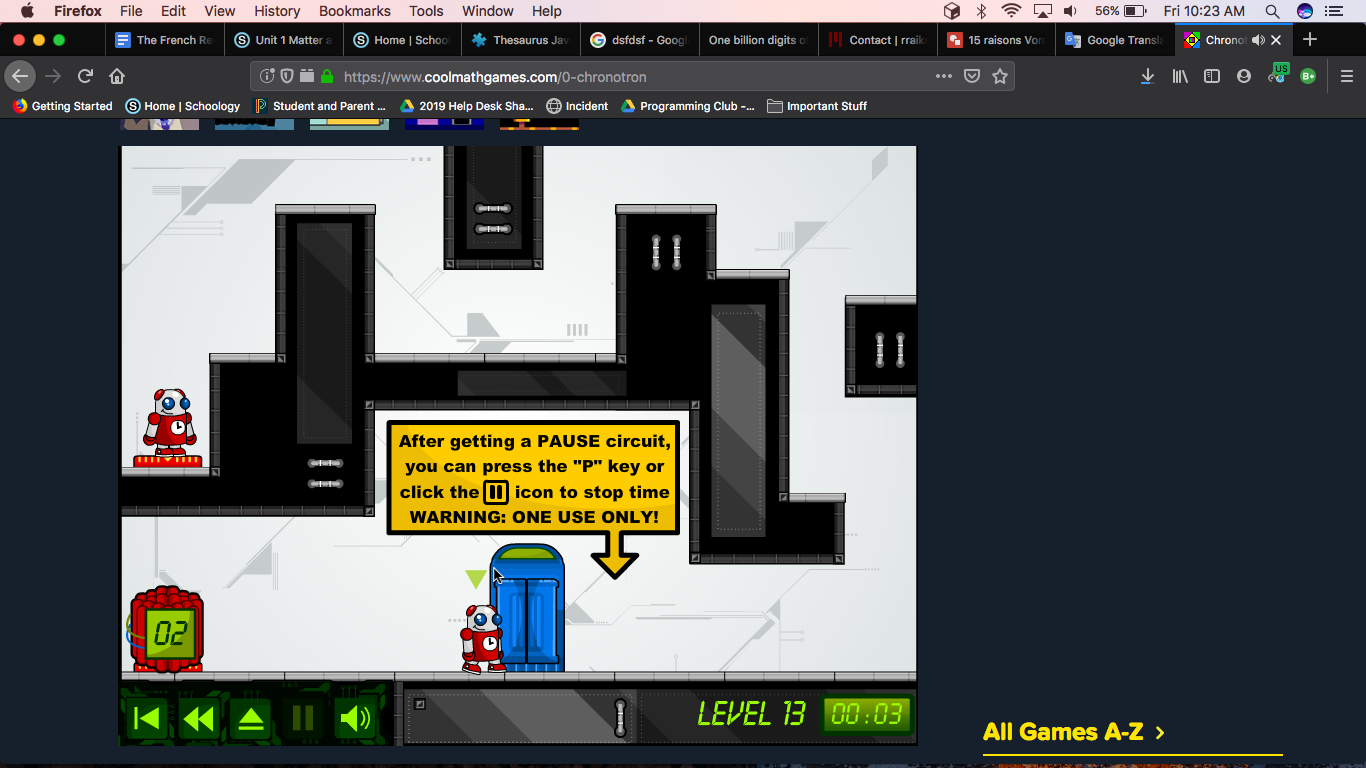 Firefox File Edit View History Bookmarks Tools Window Help 56% Fri 10:23 AM
The French Re Unit 1 Matter a Home | School Thesaurus Jav dsfdsf - Googl One billion digits o Contact | rraik 15 raisons Vor Google Transla Chronot
https://www.coolmathgames.com/0-chronotron US B+
Getting Started Home | Schoology Student and Parent ... 2019 Help Desk Sha... Incident Programming Club -... Important Stuff
After getting a PAUSE circuit,
you can press the "P" key or
click the icon to stop time
WARNING: ONE USE ONLY!
02
LEVEL 13 00:03
All Games A-Z >